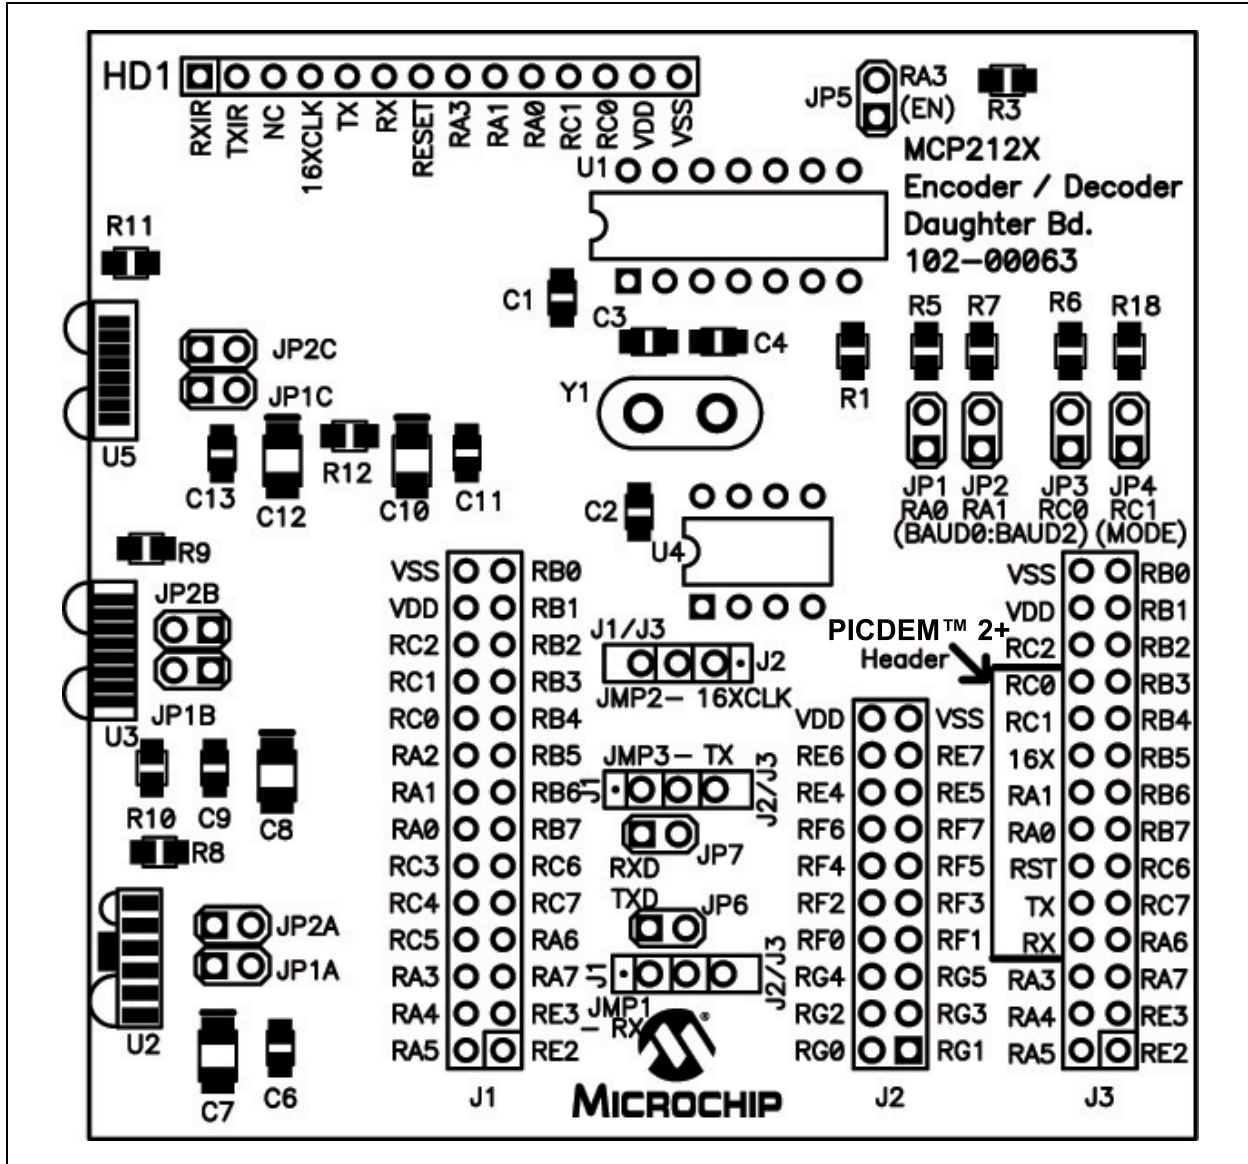 HD1
RXIR TXIR NC 16XCLK TX RX RESET RA3 RA1 RA0 RC1 RC0 VDD VSS
JP5
RA3
(EN)
R3
MCP212X
Encoder / Decoder
Daughter Bd.
102-00063
U1
R11
C1
C3
C4
R5 R7 R6 R18
JP2C
JP1C
Y1
R1
U5
C13
C12
R12
C10
C11
C2
U4
JP1 JP2 JP3 JP4
RA0 RA1 RC0 RC1
(BAUD0:BAUD2) (MODE)
R9
JP2B
JP1B
U3
R10
C9
C8
R8
JP2A
JP1A
U2
C7
C6
VSS RB0
VDD RB1
RC2 RB2
RC1 RB3
RC0 RB4
RA2 RB5
RA1 RB6
RA0 RB7
RC3 RC6
RC4 RC7
RC5 RA6
RA3 RA7
RA4 RE3
RA5 RE2
J1
J1/J3
J2
JMP2- 16XCLK
JMP3- TX
J1
J2/J3
JP7
RXD
TXD
JP6
J1
J2/J3
JMP1
- RX
®
MICROCHIP
PICDEM™ 2+
Header
VDD VSS
RE6 RE7
RE4 RE5
RF6 RF7
RF4 RF5
RF2 RF3
RF0 RF1
RG4 RG5
RG2 RG3
RG0 RG1
J2
VSS RB0
VDD RB1
RC2 RB2
RC0 RB3
RC1 RB4
16X RB5
RA1 RB6
RA0 RB7
RST RC6
TX RC7
RX RA6
RA3 RA7
RA4 RE3
RA5 RE2
J3